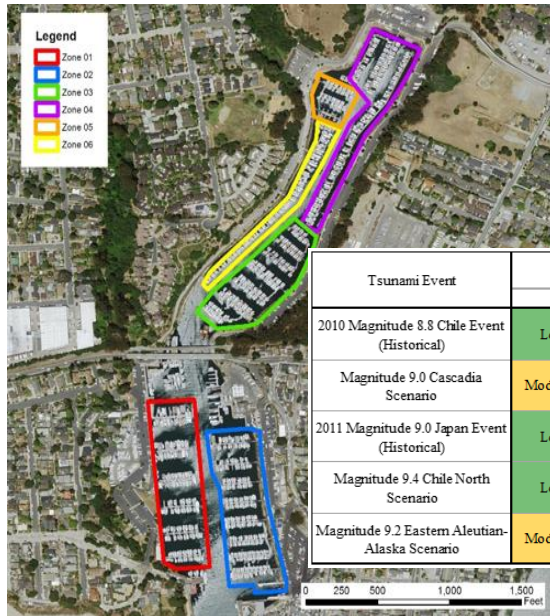 Legend
Zone 01
Zone 02
Zone 03
Zone 04
Zone 05
Zone 06
Tsunami Event
2010 Magnitude 8.8 Chile Event
(Historical)
Magnitude 9.0 Cascadia
Scenario
Mod
2011 Magnitude 9.0 Japan Event
(Historical)
Magnitude 9.4 Chile North
Scenario
Magnitude 9.2 Eastern Aleutian-
Alaska Scenario
Mod
0 250 500 1,000 1,500
Feet